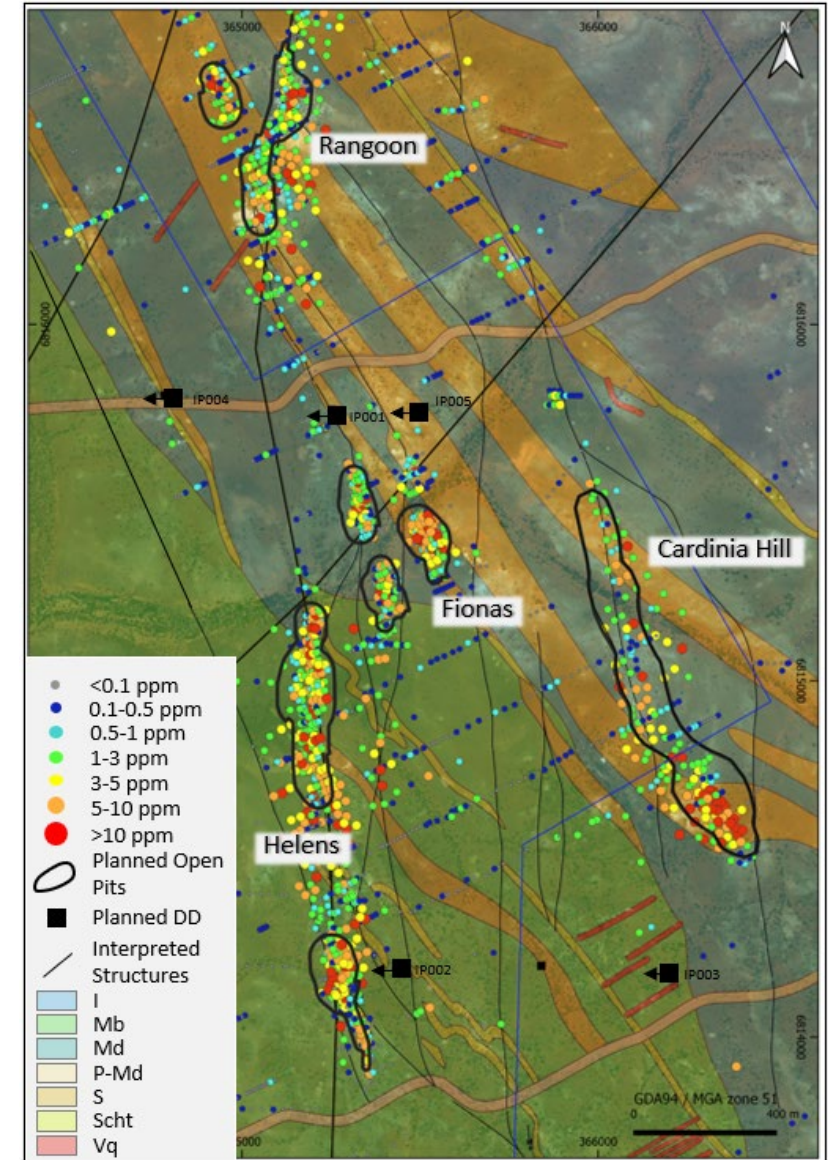 365000
366000
N
Rangoon
6816000
6816000
IP004
IP001
IP005
Cardinia Hill
Fionas
6815000
<0.1 ppm
0.1-0.5 ppm
0.5-1 ppm
1-3 ppm
3-5 ppm
5-10 ppm
>10 ppm
Planned Open
Pits
Planned DD
Interpreted
Structures
I
Mb
Md
P-Md
S
Scht
Vq
Helens
IP002
IP003
6814000
GDA94 / MGA zone 51
0
400 m
5000
366000